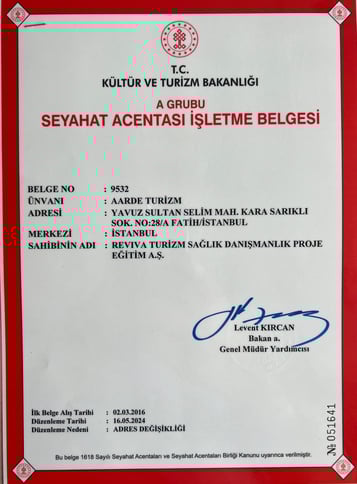 T.C.
KÜLTÜR VE TURİZM BAKANLIĞI
A GRUBU
SEYAHAT ACENTASI İŞLETME BELGESİ
BELGE NO : 9532
ÜNVANI : AARDE TURİZM
ADRESİ : YAVUZ SULTAN SELİM MAH. KARA SARIKLI
SOK. NO:28/A FATİH/İSTANBUL
MERKEZİ : İSTANBUL
SAHİBİNİN ADI : REVIVA TURİZM SAĞLIK DANIŞMANLIK PROJE
EĞİTİM A.Ş.
Levent KIRCAN
Bakan a.
Genel Müdür Yardımcısı
İlk Belge Alış Tarihi : 02.03.2016
Düzenleme Tarihi : 16.05.2024
Düzenleme Nedeni : ADRES DEĞİŞİKLİĞİ
№ 051641
Bu belge 1618 Sayılı Seyahat Acentaları ve Seyahat Acentaları Birliği Kanunu uyarınca verilmiştir.